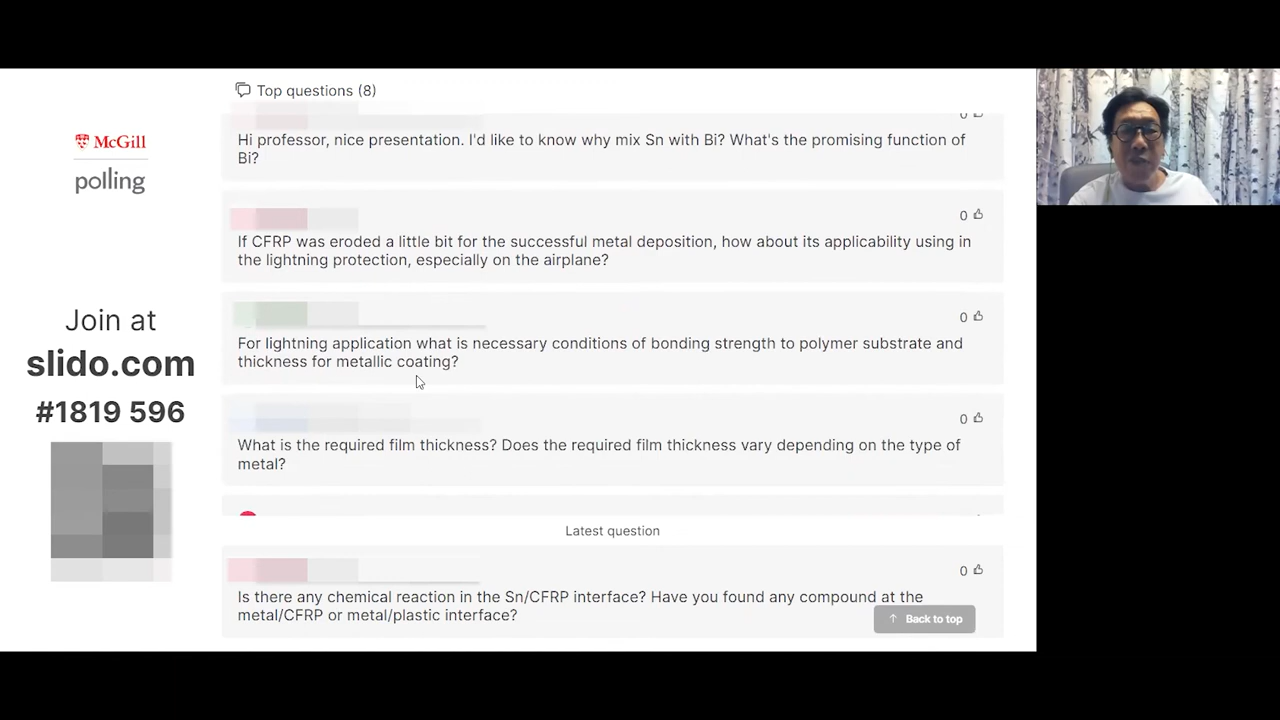 Top questions (8)
McGill
polling
Join at
slido.com
#1819 596
0
Hi professor, nice presentation. I'd like to know why mix Sn with Bi? What's the promising function of
Bi?
0
If CFRP was eroded a little bit for the successful metal deposition, how about its applicability using in
the lightning protection, especially on the airplane?
0
For lightning application what is necessary conditions of bonding strength to polymer substrate and
thickness for metallic coating?
0
What is the required film thickness? Does the required film thickness vary depending on the type of
metal?
Latest question
0
Is there any chemical reaction in the Sn/CFRP interface? Have you found any compound at the
metal/CFRP or metal/plastic interface?
Back to top